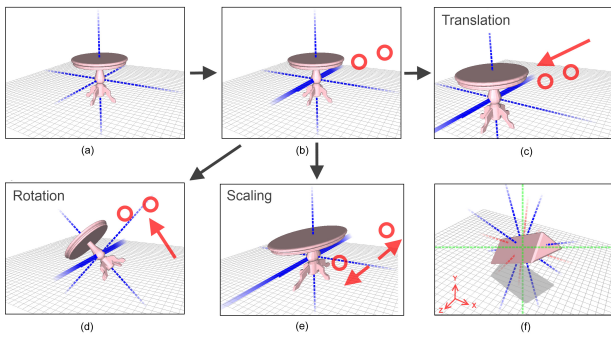 Translation
(a)
(b)
(c)
Rotation
Scaling
Y
Z
X
(d)
(e)
(f)